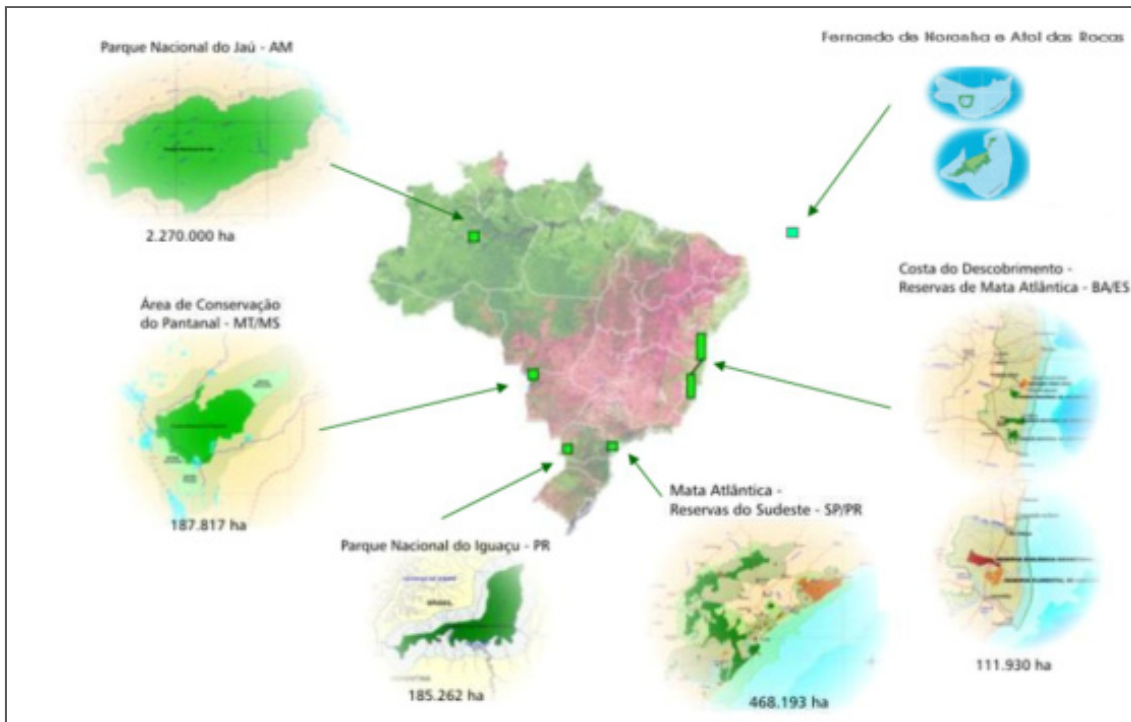 Parque Nacional do Jaú - AM
2.270.000 ha
Fernando de Noronha e Atol das Rocas
Área de Conservação
do Pantanal - MT/MS
187.817 ha
Costa do Descobrimento -
Reservas de Mata Atlântica - BA/ES
111.930 ha
Parque Nacional do Iguaçu - PR
BRASIL
185.262 ha
Mata Atlântica -
Reservas do Sudeste - SP/PR
468.193 ha